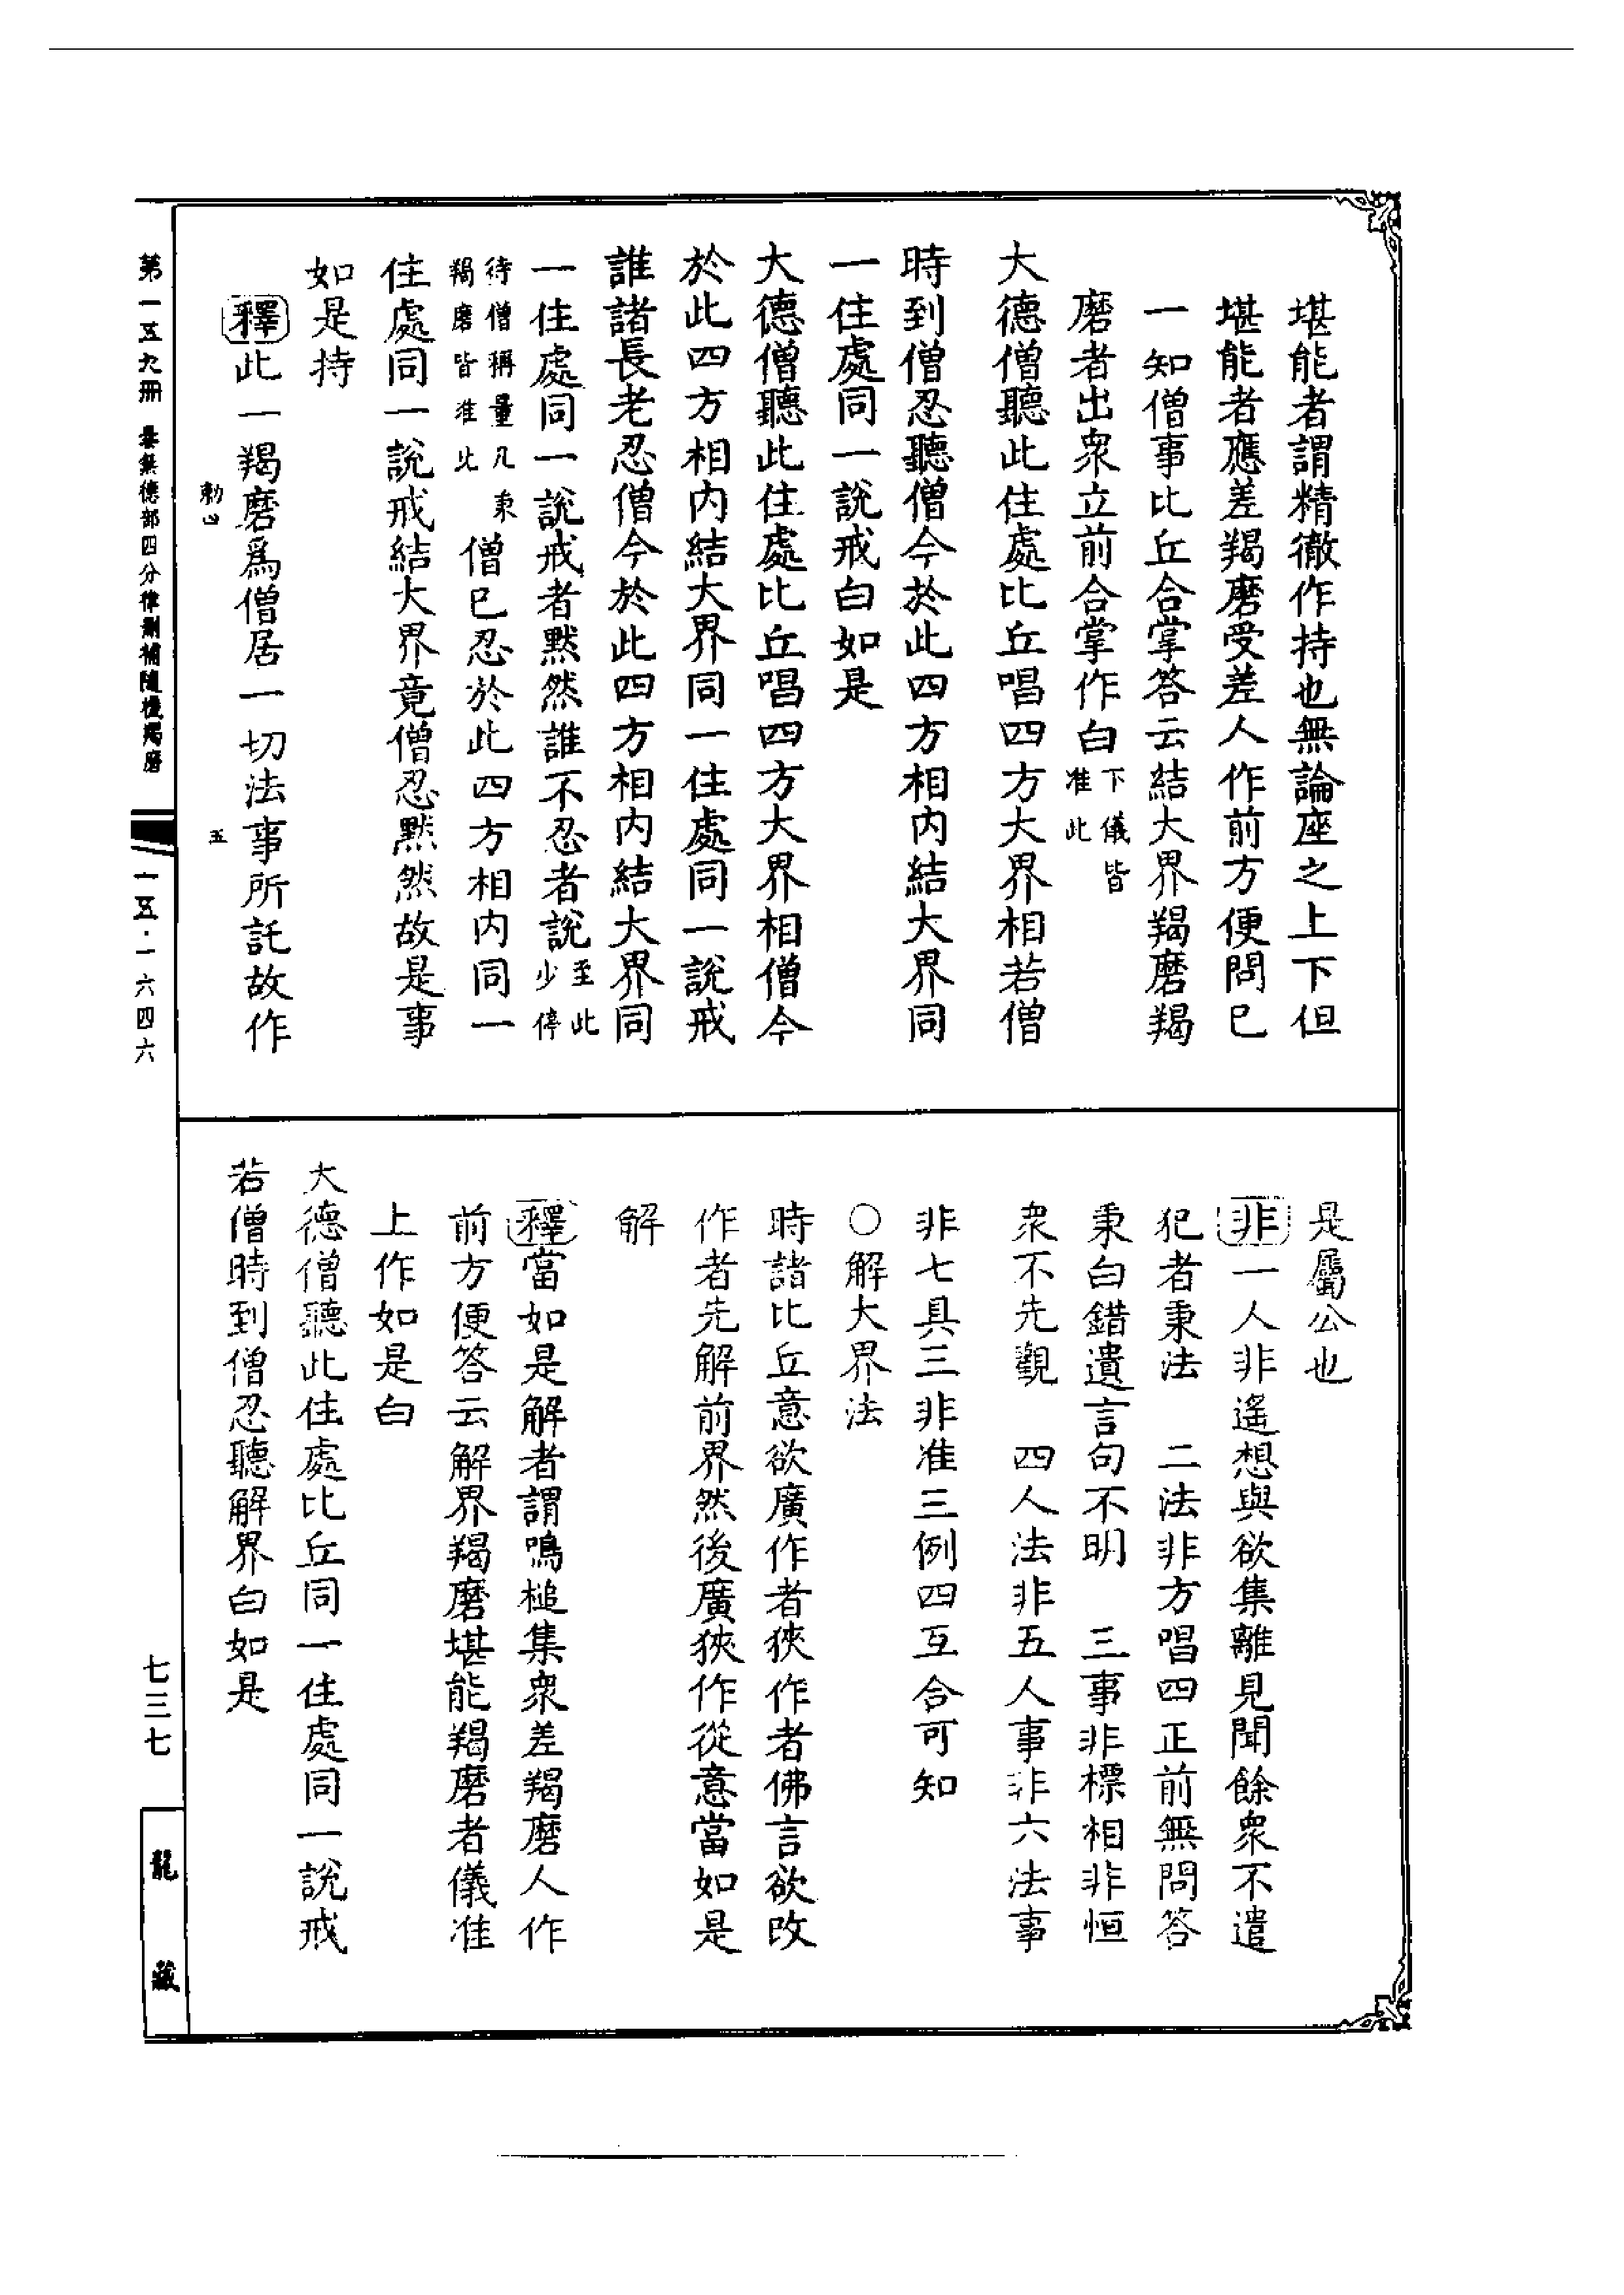 堪能者謂精徹作持也無論座之上下但
堪能者應差羯磨受差人作前方便問已
一知僧事比丘合掌答云結大界羯磨羯
磨者出衆立前合掌作白下儀皆准此
大德僧聽此住處比丘唱四方大界相若僧
時到僧忍聽僧今於此四方相內結大界同
一住處同一說戒白如是
大德僧聽此住處比丘唱四方大界相僧今
於此四方相內結大界同一住處同一說戒
誰諸長老忍僧今於此四方相內結大界同
一住處同一說戒者黙然誰不忍者說至此少停
待僧稱量凡秉羯磨皆准此僧已忍於此四方相內同一
住處同一說戒結大界竟僧忍黙然故是事
如是持
釋此一羯磨爲僧居一切法事所託故作
是屬公也
非一人非遙想與欲集離見聞餘衆不遣
犯者秉法 二法非方唱四正前無問答
秉白錯遺言句不明 三事非標相非恒
衆不先觀 四人法非五人事非六法事
非七具三非准三例四互合可知
○解大界法
時諸比丘意欲廣作者狹作者佛言欲改
作者先解前界然後廣狹作從意當如是
解
釋當如是解者謂鳴槌集衆差羯磨人作
前方便答云解界羯磨堪能羯磨者儀准
上作如是白
大德僧聽此住處比丘同一住處同一說戒
若僧時到僧忍聽解界白如是
第一五九冊 曇無德部四分律刪補隨機羯磨
一五·一六四六
七三七
龍藏
五